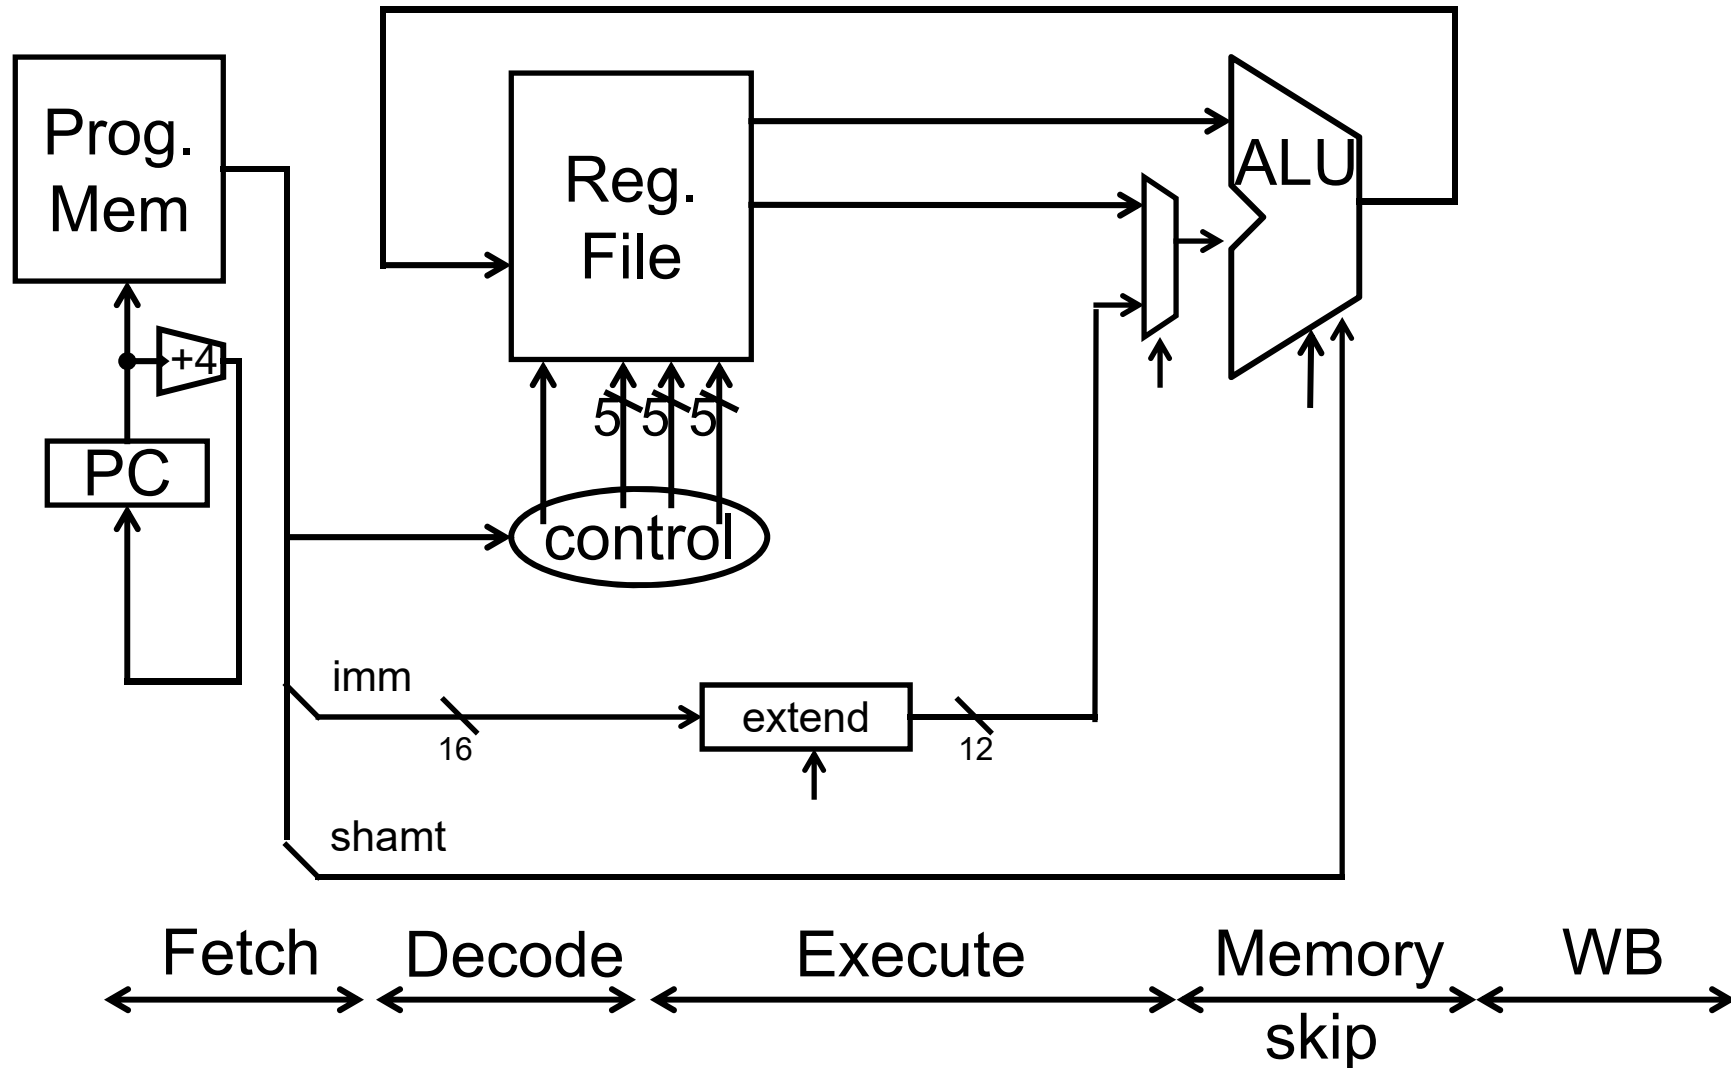 Prog.
Mem
Reg.
File
ALU
+4
5 5 5
PC
control
imm
16
extend
12
shamt
Fetch Decode Execute Memory WB
skip